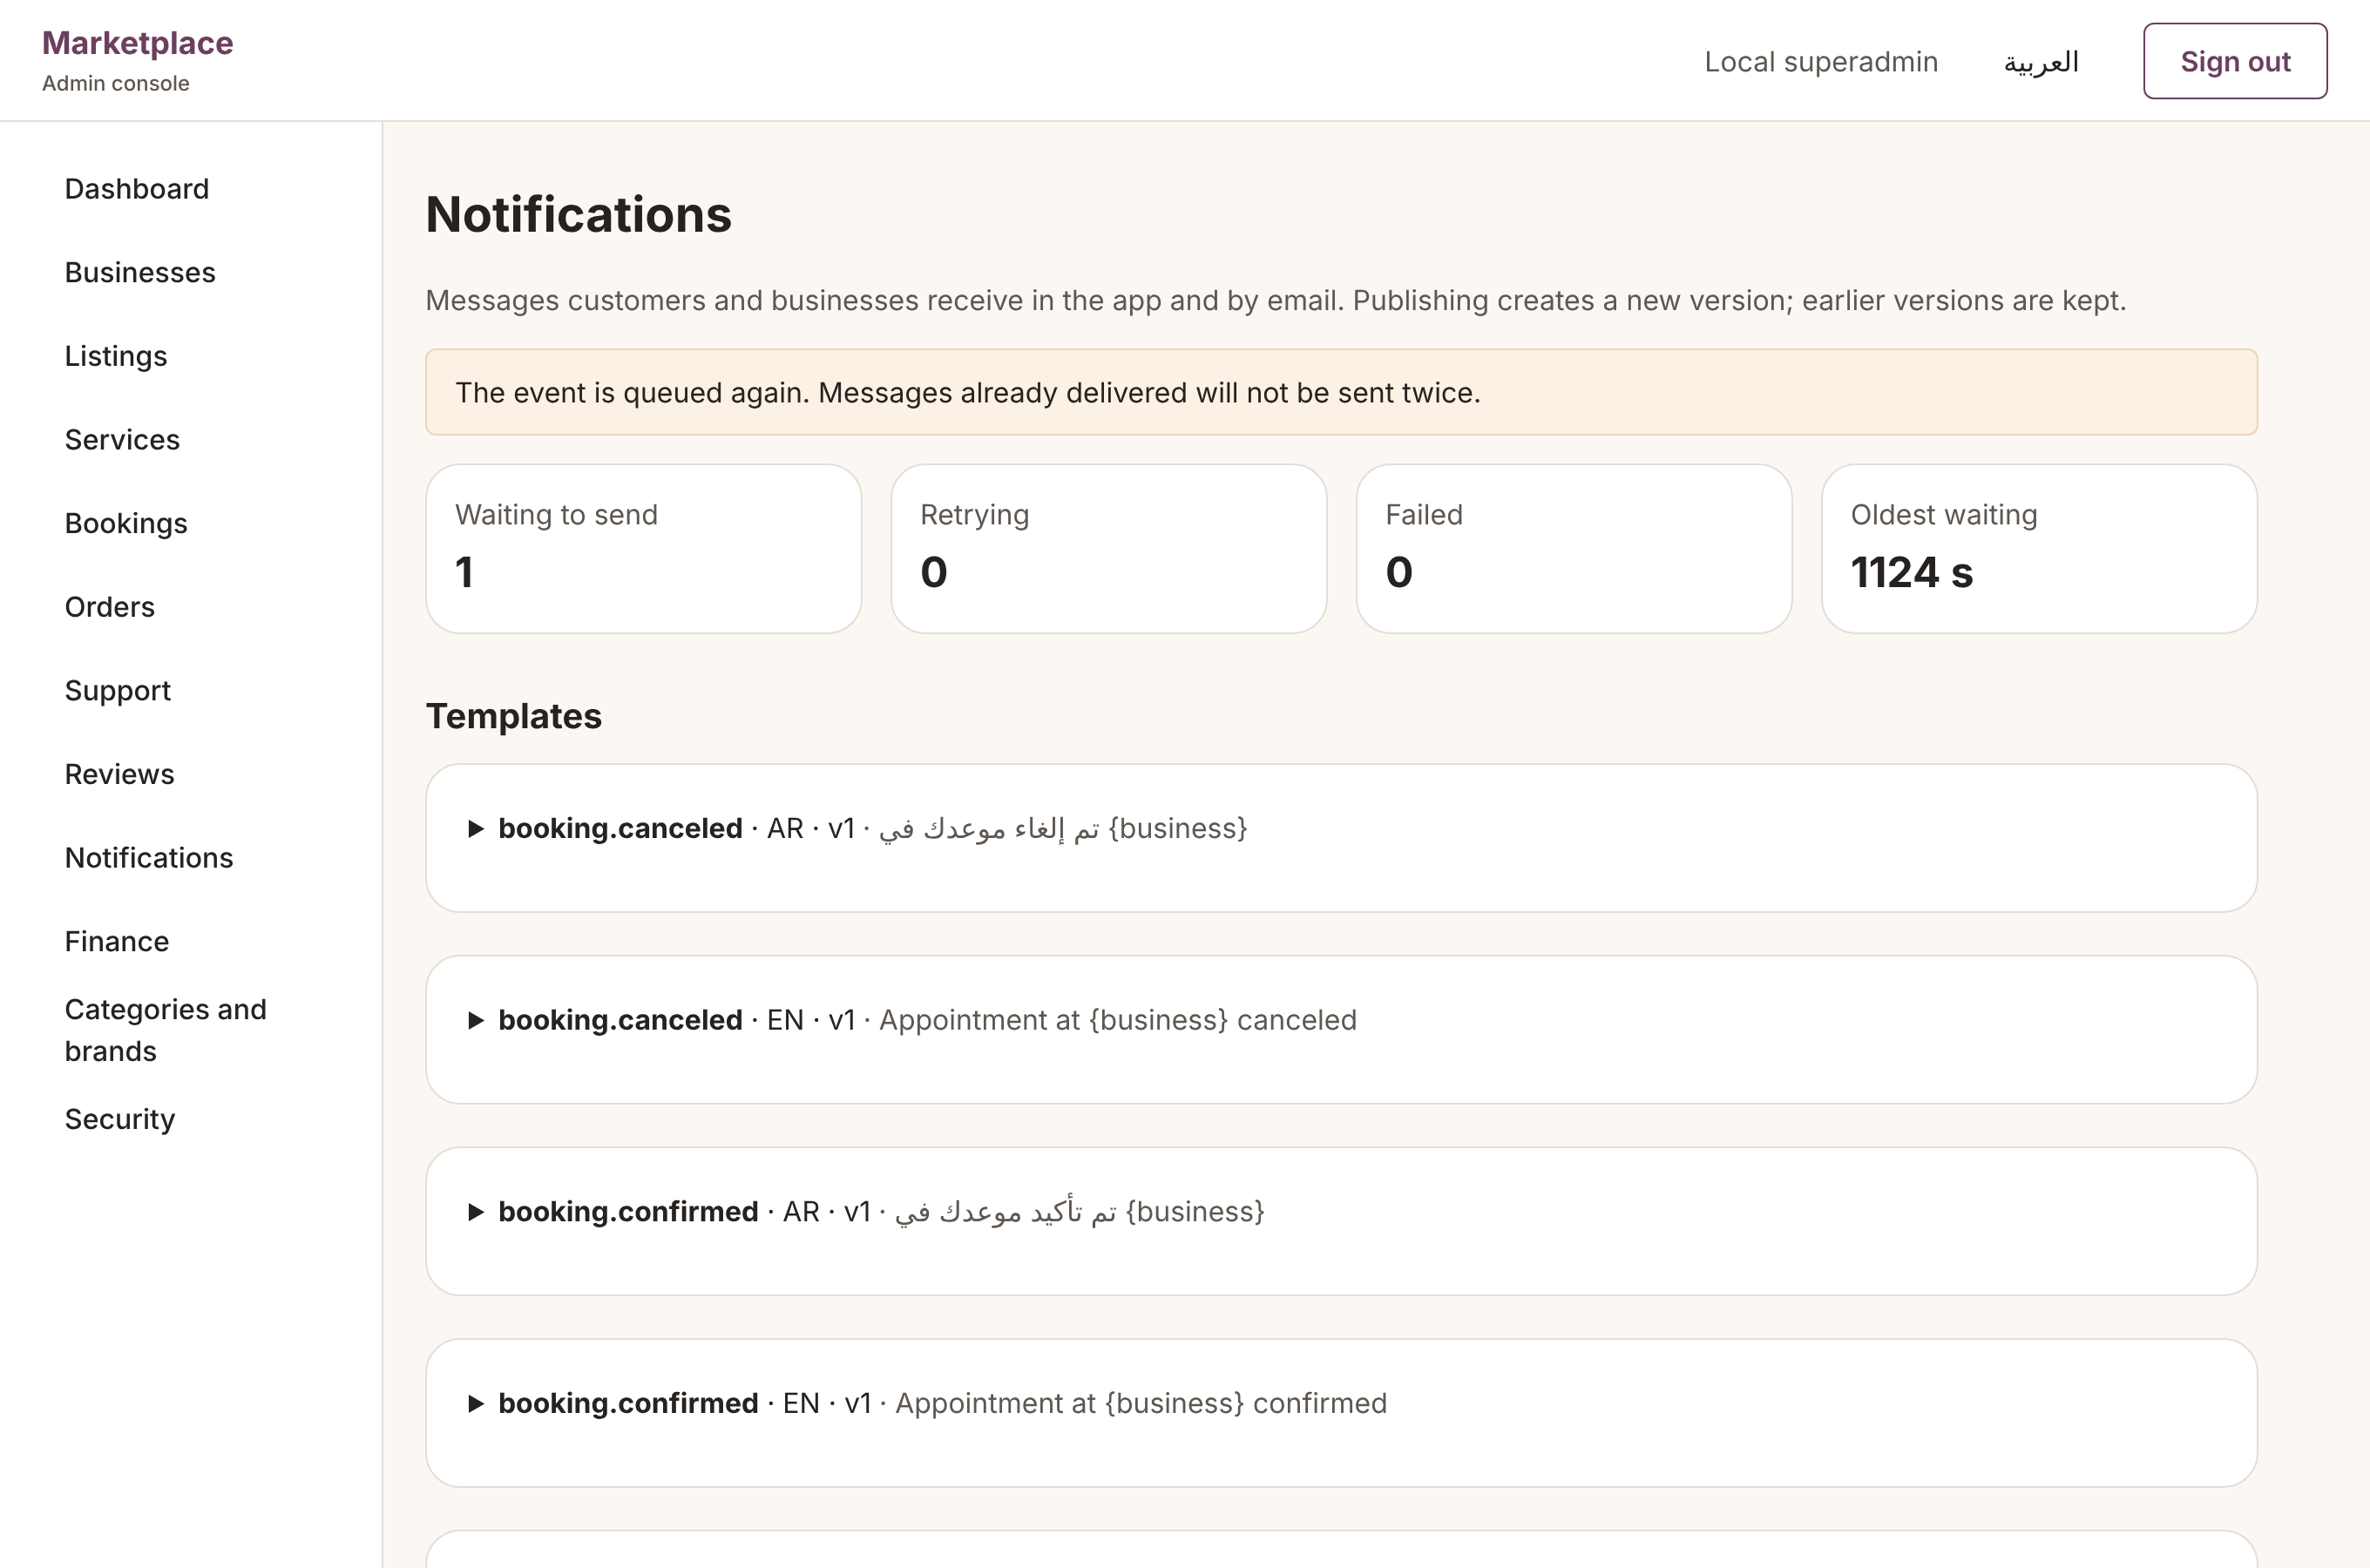 Marketplace
Admin console
Local superadmin
العربية
Sign out
Dashboard
Businesses
Listings
Services
Bookings
Orders
Support
Reviews
Notifications
Finance
Categories and
brands
Security
Notifications
Messages customers and businesses receive in the app and by email. Publishing creates a new version; earlier versions are kept.
The event is queued again. Messages already delivered will not be sent twice.
Waiting to send
1
Retrying
0
Failed
0
Oldest waiting
1124 s
Templates
booking.canceled · AR · v1 · تم إلغاء موعدك في {business}
booking.canceled · EN · v1 · Appointment at {business} canceled
booking.confirmed · AR · v1 · تم تأكيد موعدك في {business}
booking.confirmed · EN · v1 · Appointment at {business} confirmed